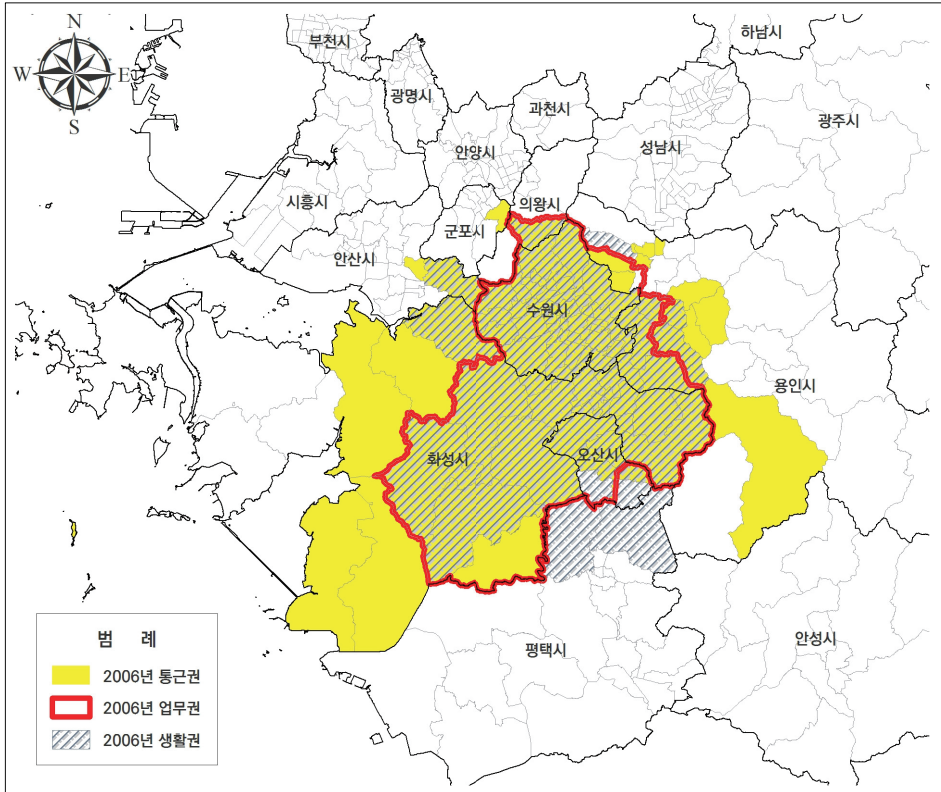 N
W E
S
부천시
하남시
광명시
과천시
광주시
안양시
성남시
시흥시
의왕시
군포시
안산시
수원시
용인시
화성시
오산시
평택시
안성시
범 례
2006년 통근권
2006년 업무권
2006년 생활권